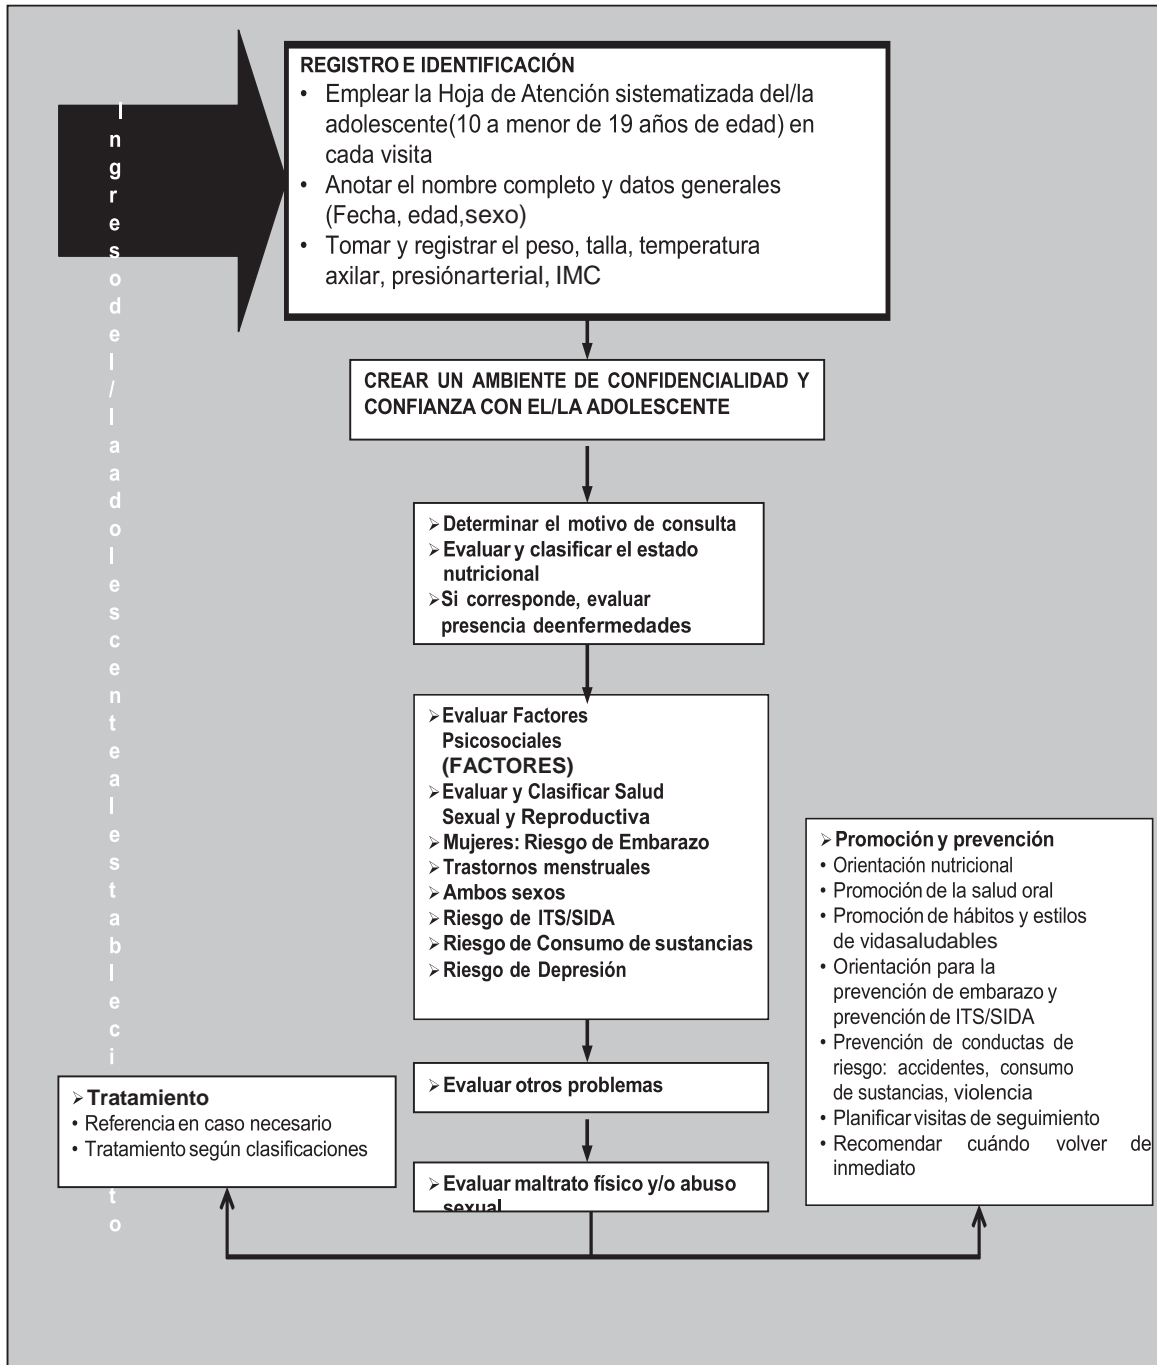 Ingreso del/la adolescente al establecito
REGISTRO E IDENTIFICACIÓN
• Emplear la Hoja de Atención sistematizada del/la
adolescente(10 a menor de 19 años de edad) en
cada visita
• Anotar el nombre completo y datos generales
(Fecha, edad,sexo)
• Tomar y registrar el peso, talla, temperatura
axilar, presiónarterial, IMC
CREAR UN AMBIENTE DE CONFIDENCIALIDAD Y
CONFIANZA CON EL/LA ADOLESCENTE
➢ Determinar el motivo de consulta
➢ Evaluar y clasificar el estado
nutricional
➢ Si corresponde, evaluar
presencia deenfermedades
➢ Evaluar Factores
Psicosociales
(FACTORES)
➢ Evaluar y Clasificar Salud
Sexual y Reproductiva
➢ Mujeres: Riesgo de Embarazo
➢ Trastornos menstruales
➢ Ambos sexos
➢ Riesgo de ITS/SIDA
➢ Riesgo de Consumo de sustancias
➢ Riesgo de Depresión
➢ Evaluar otros problemas
➢ Evaluar maltrato físico y/o abuso
sexual
➢ Tratamiento
• Referencia en caso necesario
• Tratamiento según clasificaciones
➢ Promoción y prevención
• Orientación nutricional
• Promoción de la salud oral
• Promoción de hábitos y estilos
de vidasaludables
• Orientación para la
prevención de embarazo y
prevención de ITS/SIDA
• Prevención de conductas de
riesgo: accidentes, consumo
de sustancias, violencia
• Planificar visitas de seguimiento
• Recomendar cuándo volver de
inmediato